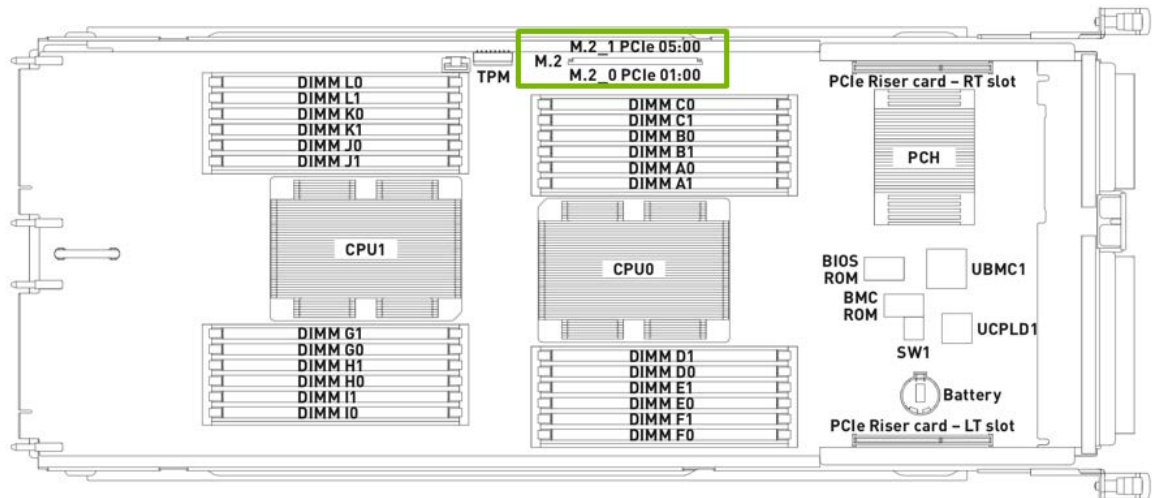 M.2_1 PCIe 05:00
M.2
M.2_0 PCIe 01:00
TPM
PCIe Riser card – RT slot
DIMM L0
DIMM L1
DIMM K0
DIMM K1
DIMM J0
DIMM J1
DIMM C0
DIMM C1
DIMM B0
DIMM B1
DIMM A0
DIMM A1
PCH
CPU1
CPU0
BIOS
ROM
UBMC1
BMC
ROM
UCPLD1
SW1
DIMM G1
DIMM G0
DIMM H1
DIMM H0
DIMM I1
DIMM I0
DIMM D1
DIMM D0
DIMM E1
DIMM E0
DIMM F1
DIMM F0
Battery
PCIe Riser card – LT slot